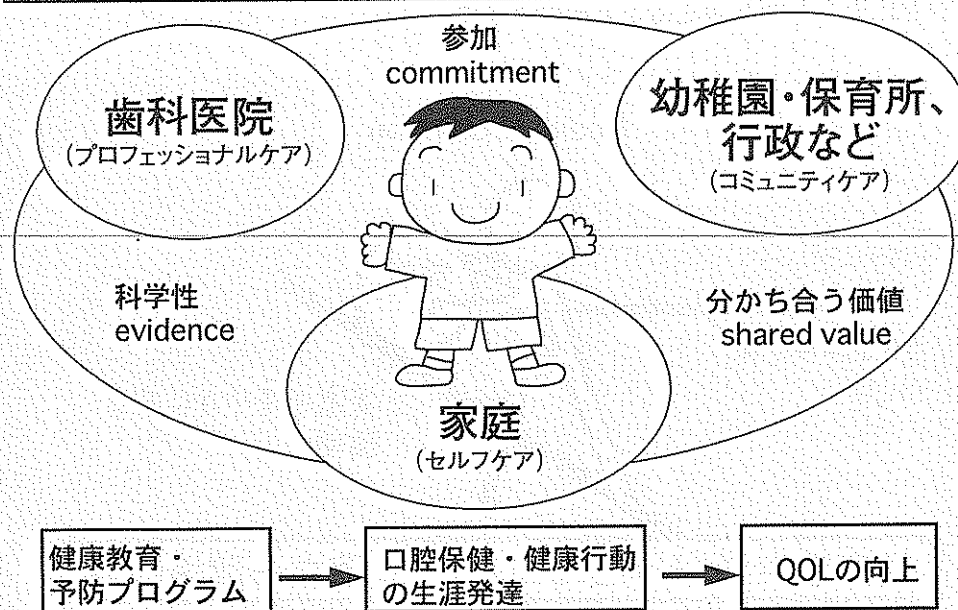 参加
commitment
歯科医院
(プロフェッショナルケア)
幼稚園・保育所、
行政など
(コミュニティケア)
科学性
evidence
分かち合う価値
shared value
家庭
(セルフケア)
健康教育・
予防プログラム
口腔保健・健康行動
の生涯発達
QOLの向上